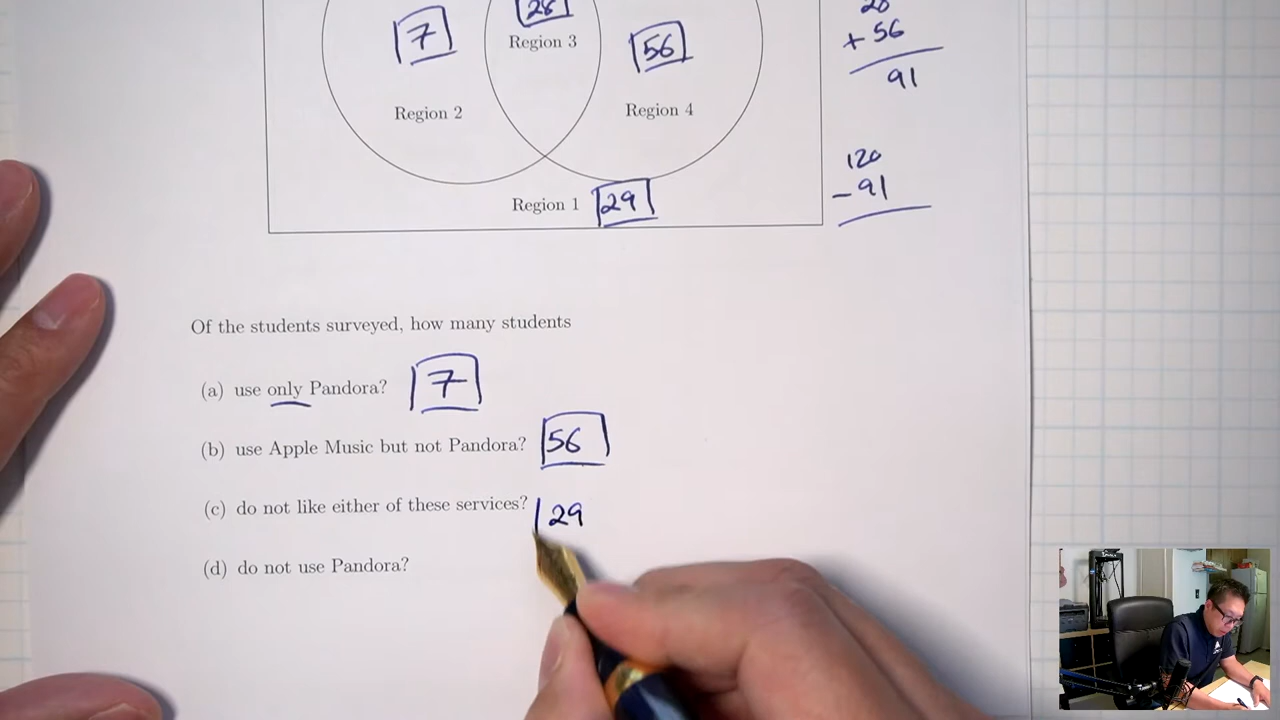 28
7
Region 3
56
Region 2
Region 4
Region 1 29
28
+ 56
91
120
- 91
Of the students surveyed, how many students
(a) use only Pandora? 7
(b) use Apple Music but not Pandora? 56
(c) do not like either of these services? 29
(d) do not use Pandora?